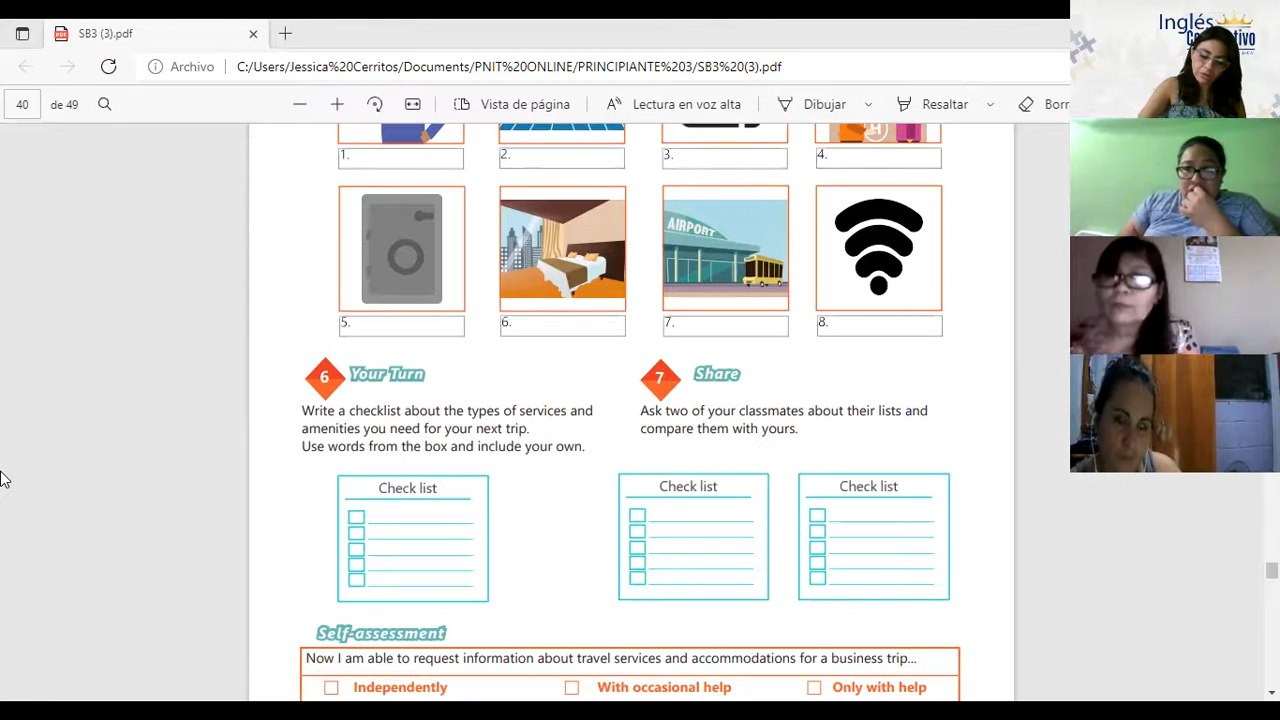 SB3 (3).pdf
Archivo
C:/Users/Jessica%20Cerritos/Documents/PNIT%20ONLINE/PRINCIPIANTE%203/SB3%20(3).pdf
40
de 49
Vista de página
Lectura en voz alta
Dibujar
Resaltar
Borr
Inglés
1.
2.
3.
4.
AIRPORT
5.
6.
7.
8.
6
Your Turn
Write a checklist about the types of services and
amenities you need for your next trip.
Use words from the box and include your own.
Check list
7
Share
Ask two of your classmates about their lists and
compare them with yours.
Check list
Check list
Self-assessment
Now I am able to request information about travel services and accommodations for a business trip...
Independently
With occasional help
Only with help